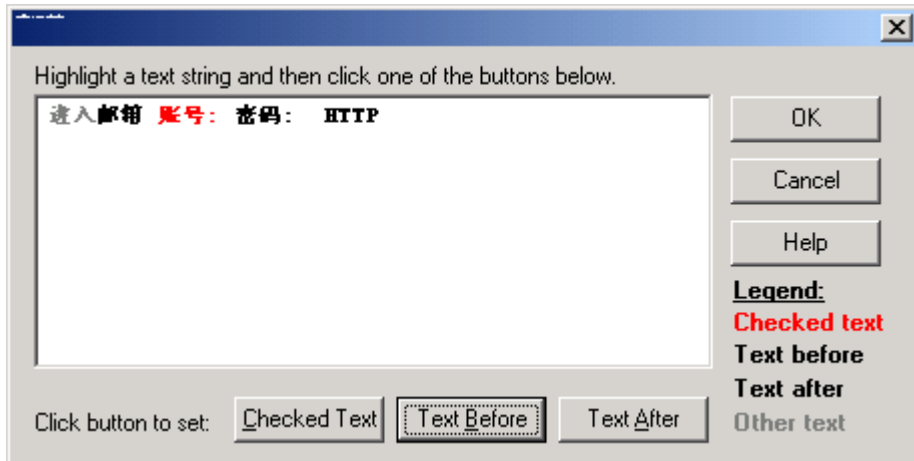 Highlight a text string and then click one of the buttons below.
进入邮箱 账号: 密码: HTTP
OK
Cancel
Help
Legend:
Checked text
Text before
Text after
Other text
Click button to set: Checked Text Text Before Text After